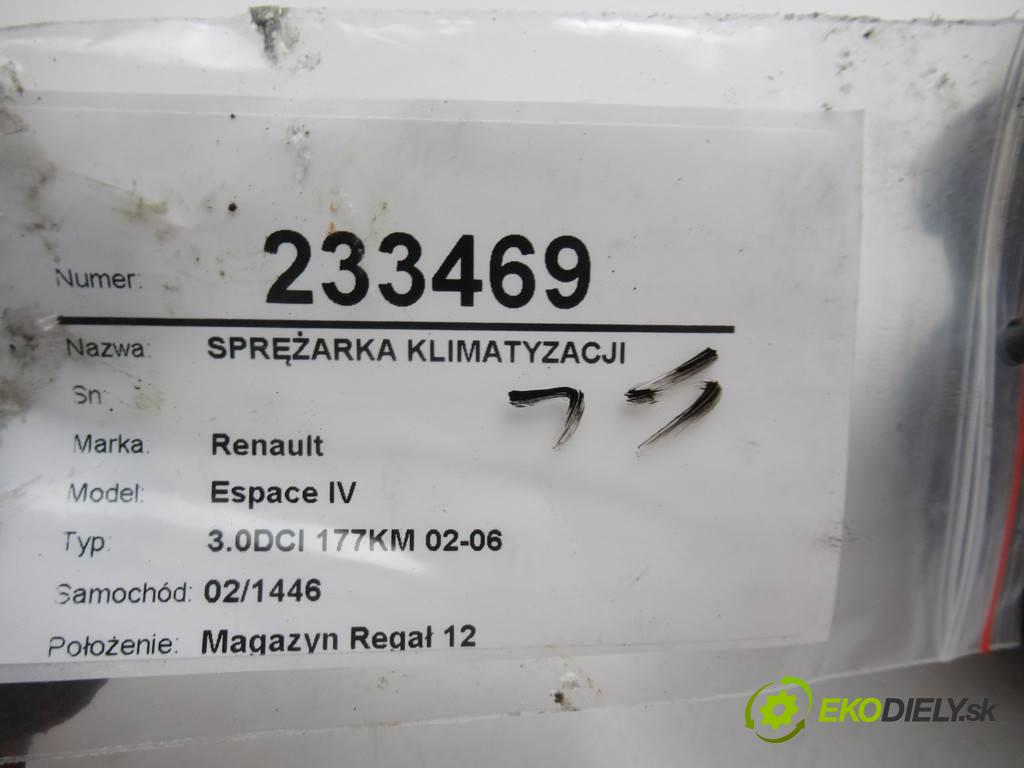 Numer: 233469
Nazwa: SPRĘŻARKA KLIMATYZACJI
Sn:
Marka: Renault
Model: Espace IV
Typ: 3.0DCI 177KM 02-06
Samochód: 02/1446
Położenie: Magazyn Regał 12
EKODIELY.sk